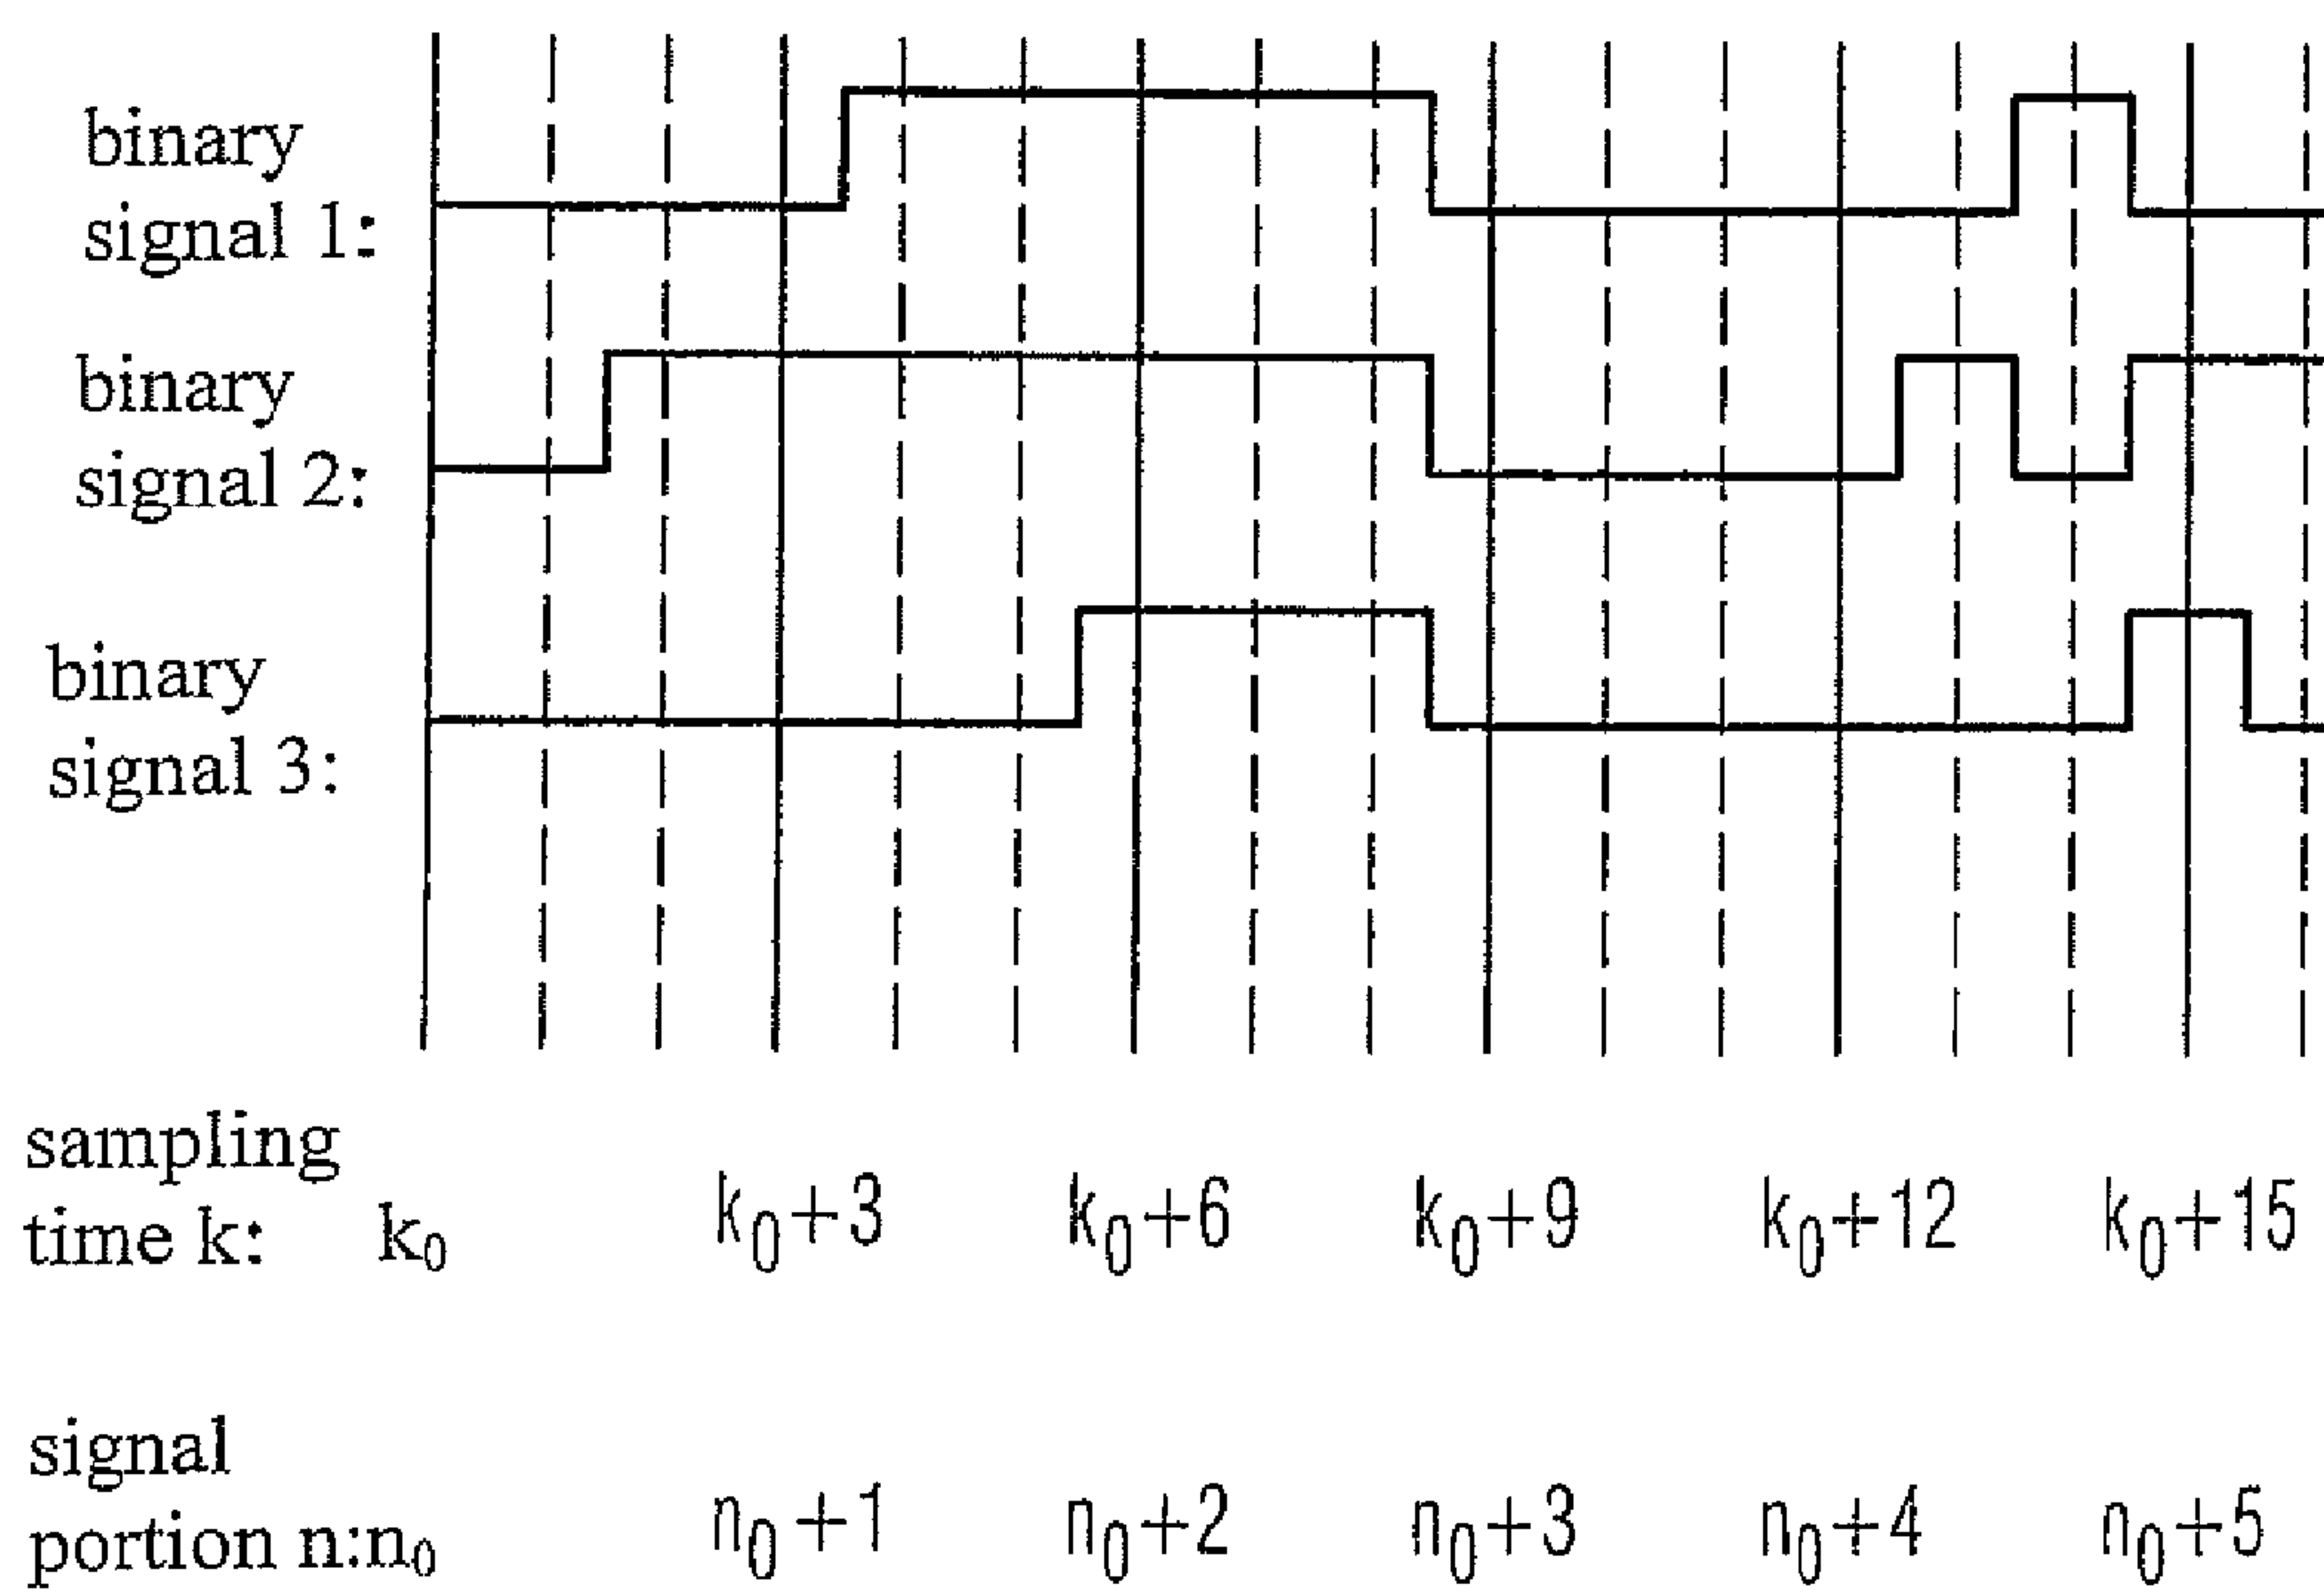 binary
signal 1:
binary
signal 2:
binary
signal 3:
sampling
time k: k₀ k₀+3 k₀+6 k₀+9 k₀+12 k₀+15
signal
portion n:n₀ n₀+1 n₀+2 n₀+3 n₀+4 n₀+5